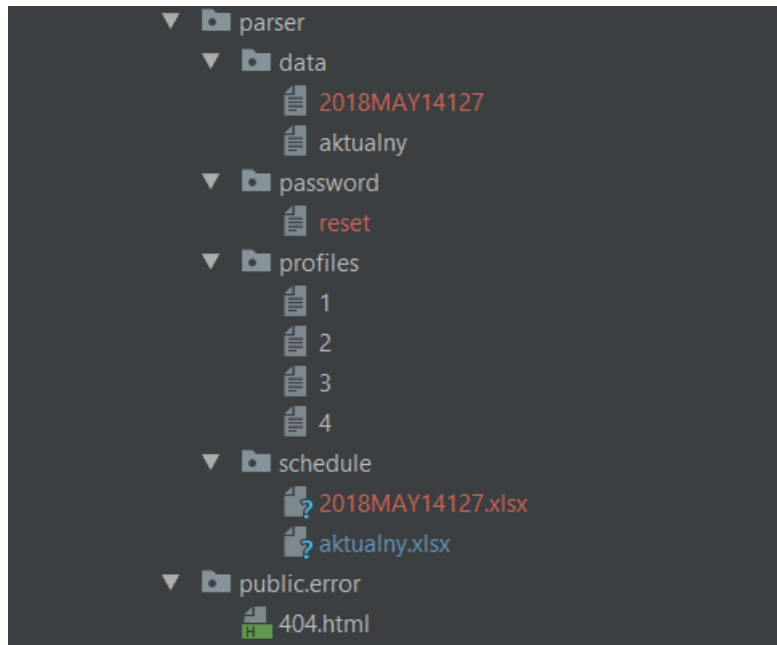 parser
data
2018MAY14127
aktualny
password
reset
profiles
1
2
3
4
schedule
2018MAY14127.xlsx
aktualny.xlsx
public.error
404.html